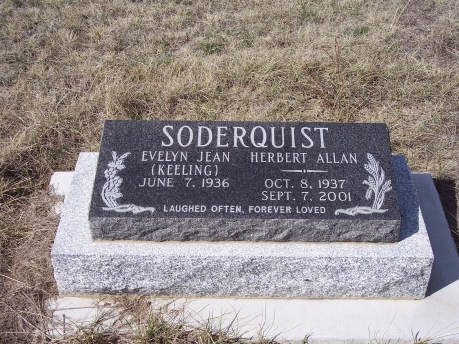 SODERQUIST
EVELYN JEAN HERBERT ALLAN
(KEELING)
JUNE 7, 1936 OCT. 8, 1937
SEPT. 7, 2001
LAUGHED OFTEN, FOREVER LOVED